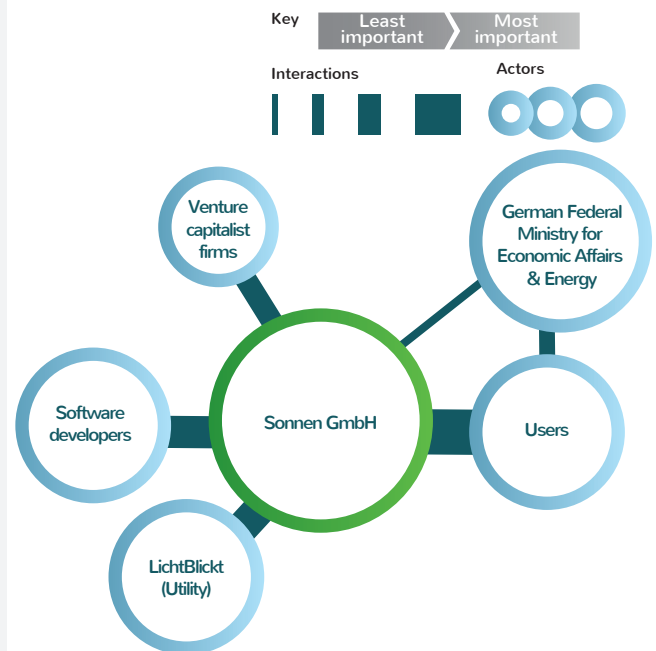 Key
Least
important
Most
important
Interactions
Actors
Venture
capitalist
firms
German Federal
Ministry for
Economic Affairs
& Energy
Software
developers
Sonnen GmbH
Users
LichtBlickt
(Utility)